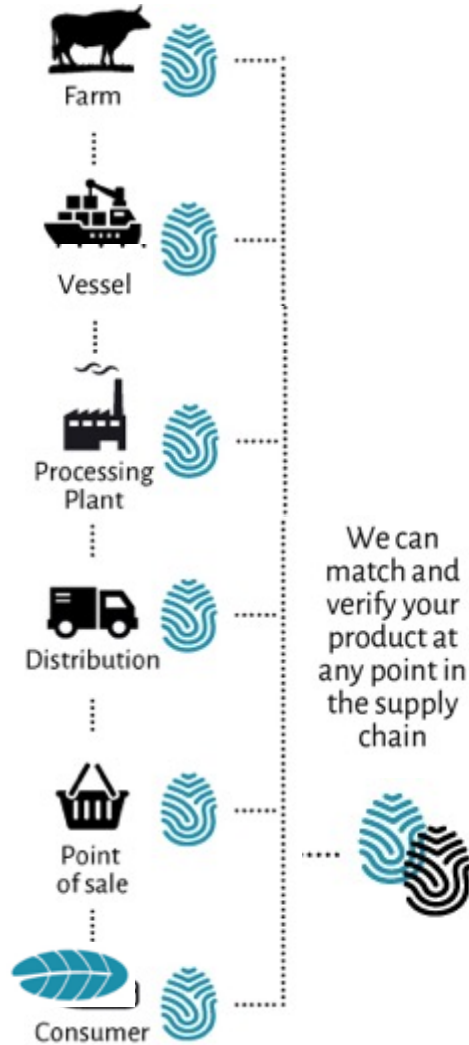 Farm
Vessel
Processing
Plant
Distribution
Point
of sale
Consumer
We can
match and
verify your
product at
any point in
the supply
chain